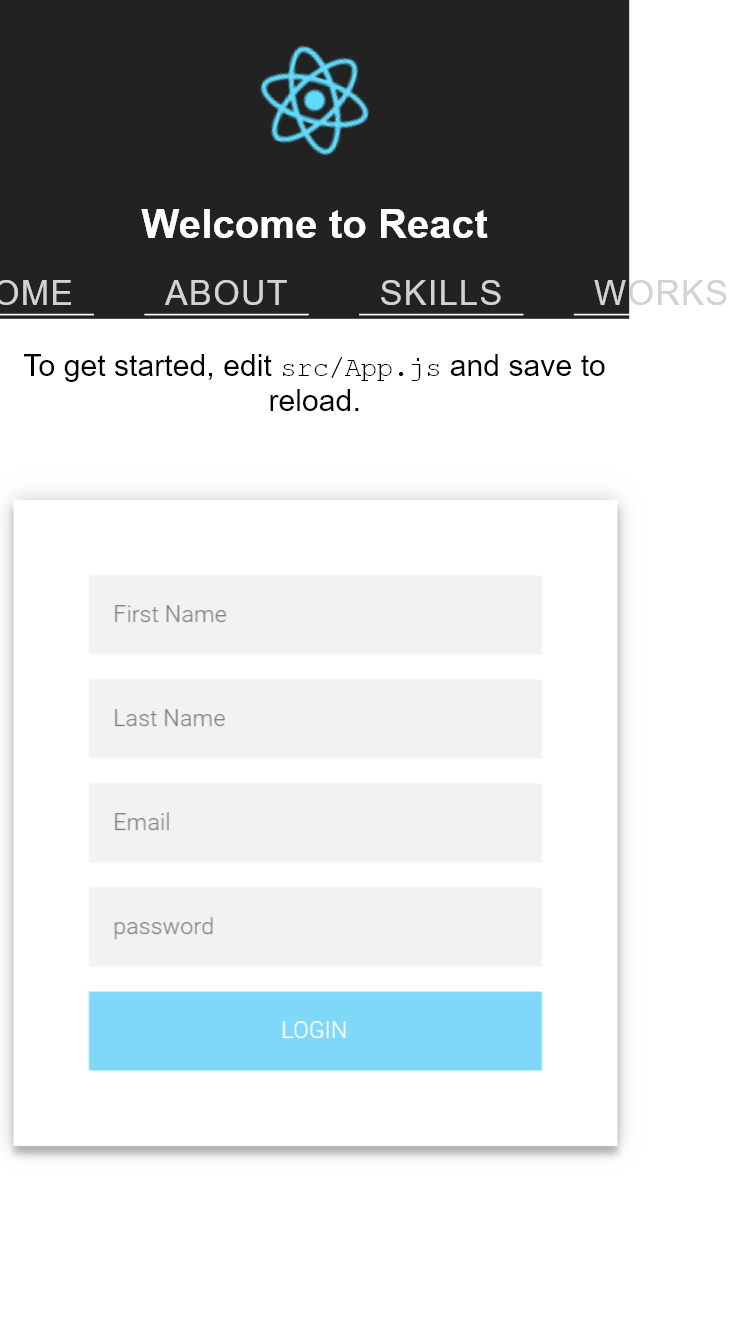 Welcome to React
OME ABOUT SKILLS WORKS
To get started, edit src/App.js and save to
reload.
First Name
Last Name
Email
password
LOGIN